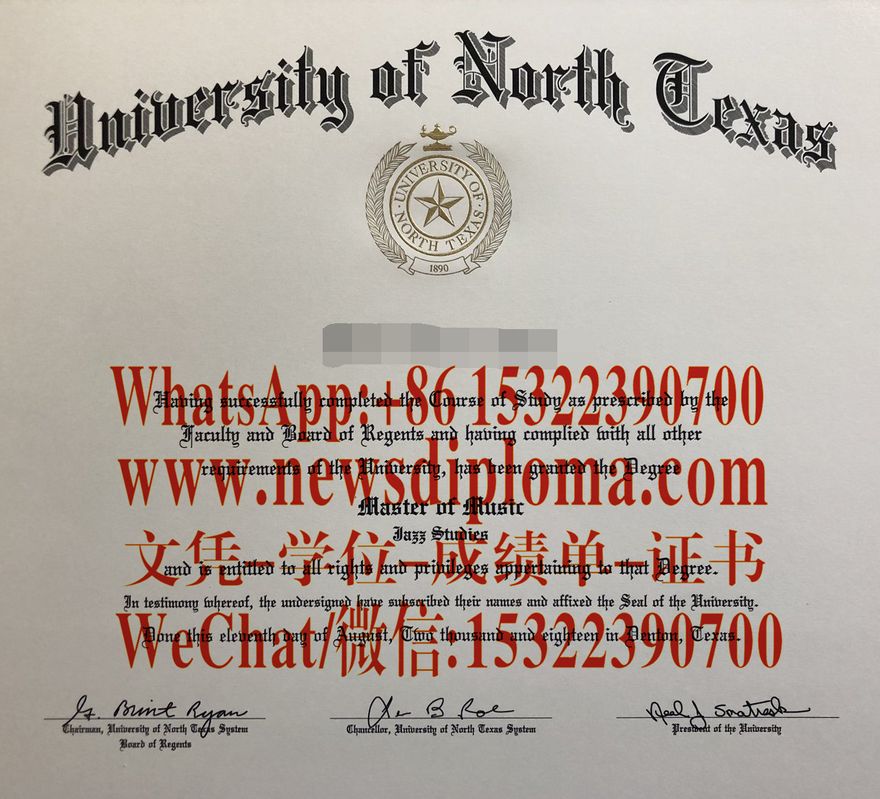 University of North Texas
UNIVERSITY OF NORTH TEXAS
1890
WhatsApp:+86 15322390700
Having successfully completed the Course of Study as prescribed by the
Faculty and Board of Regents and having complied with all other
www.newsdiploma.com
requirements of the University, has been granted the Degree
Master of Music
Jazz Studies
文凭–学位–成绩单–证书
and is entitled to all rights and privileges appertaining to that Degree.
In testimony whereof, the undersigned have subscribed their names and affixed the Seal of the University.
Done this eleventh day of August, Two thousand and eighteen in Denton, Texas.
WeChat/微信:15322390700
G. Brint Ryan
Chairman, University of North Texas System
Board of Regents
Chancellor, University of North Texas System
President of the University